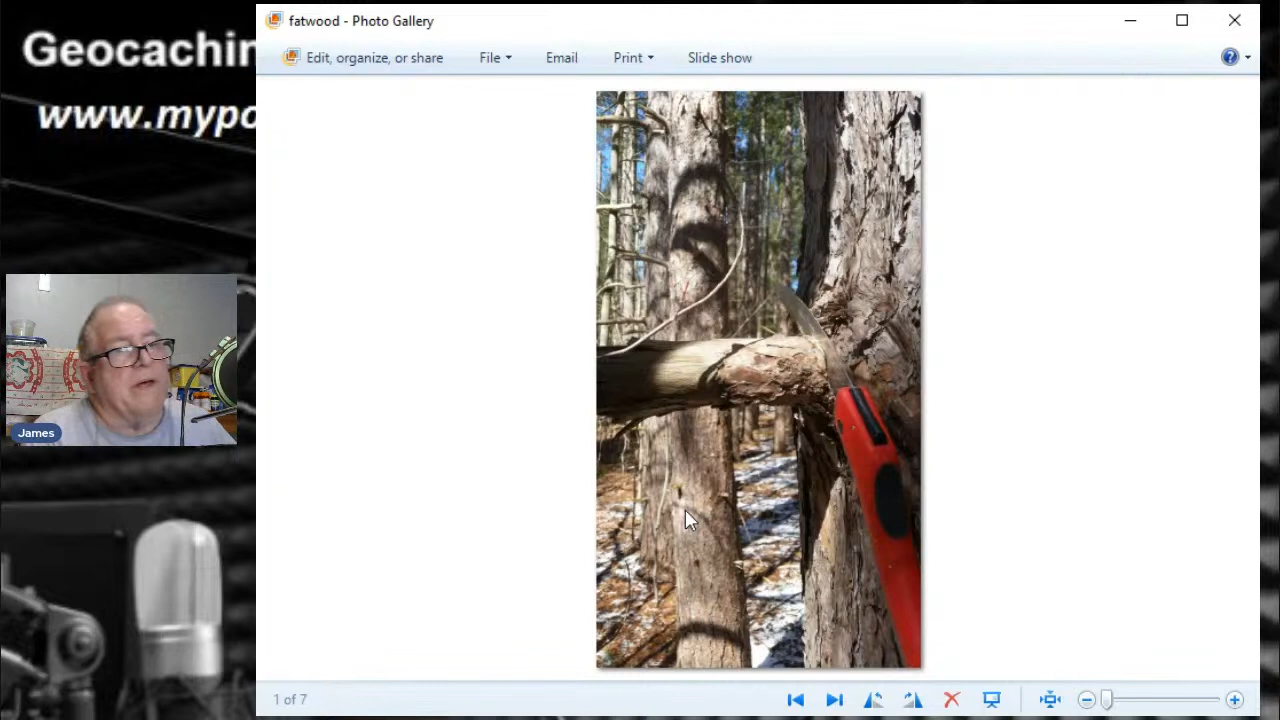 Geocachin
www.mypo
fatwood - Photo Gallery
Edit, organize, or share File Email Print Slide show
James
1 of 7